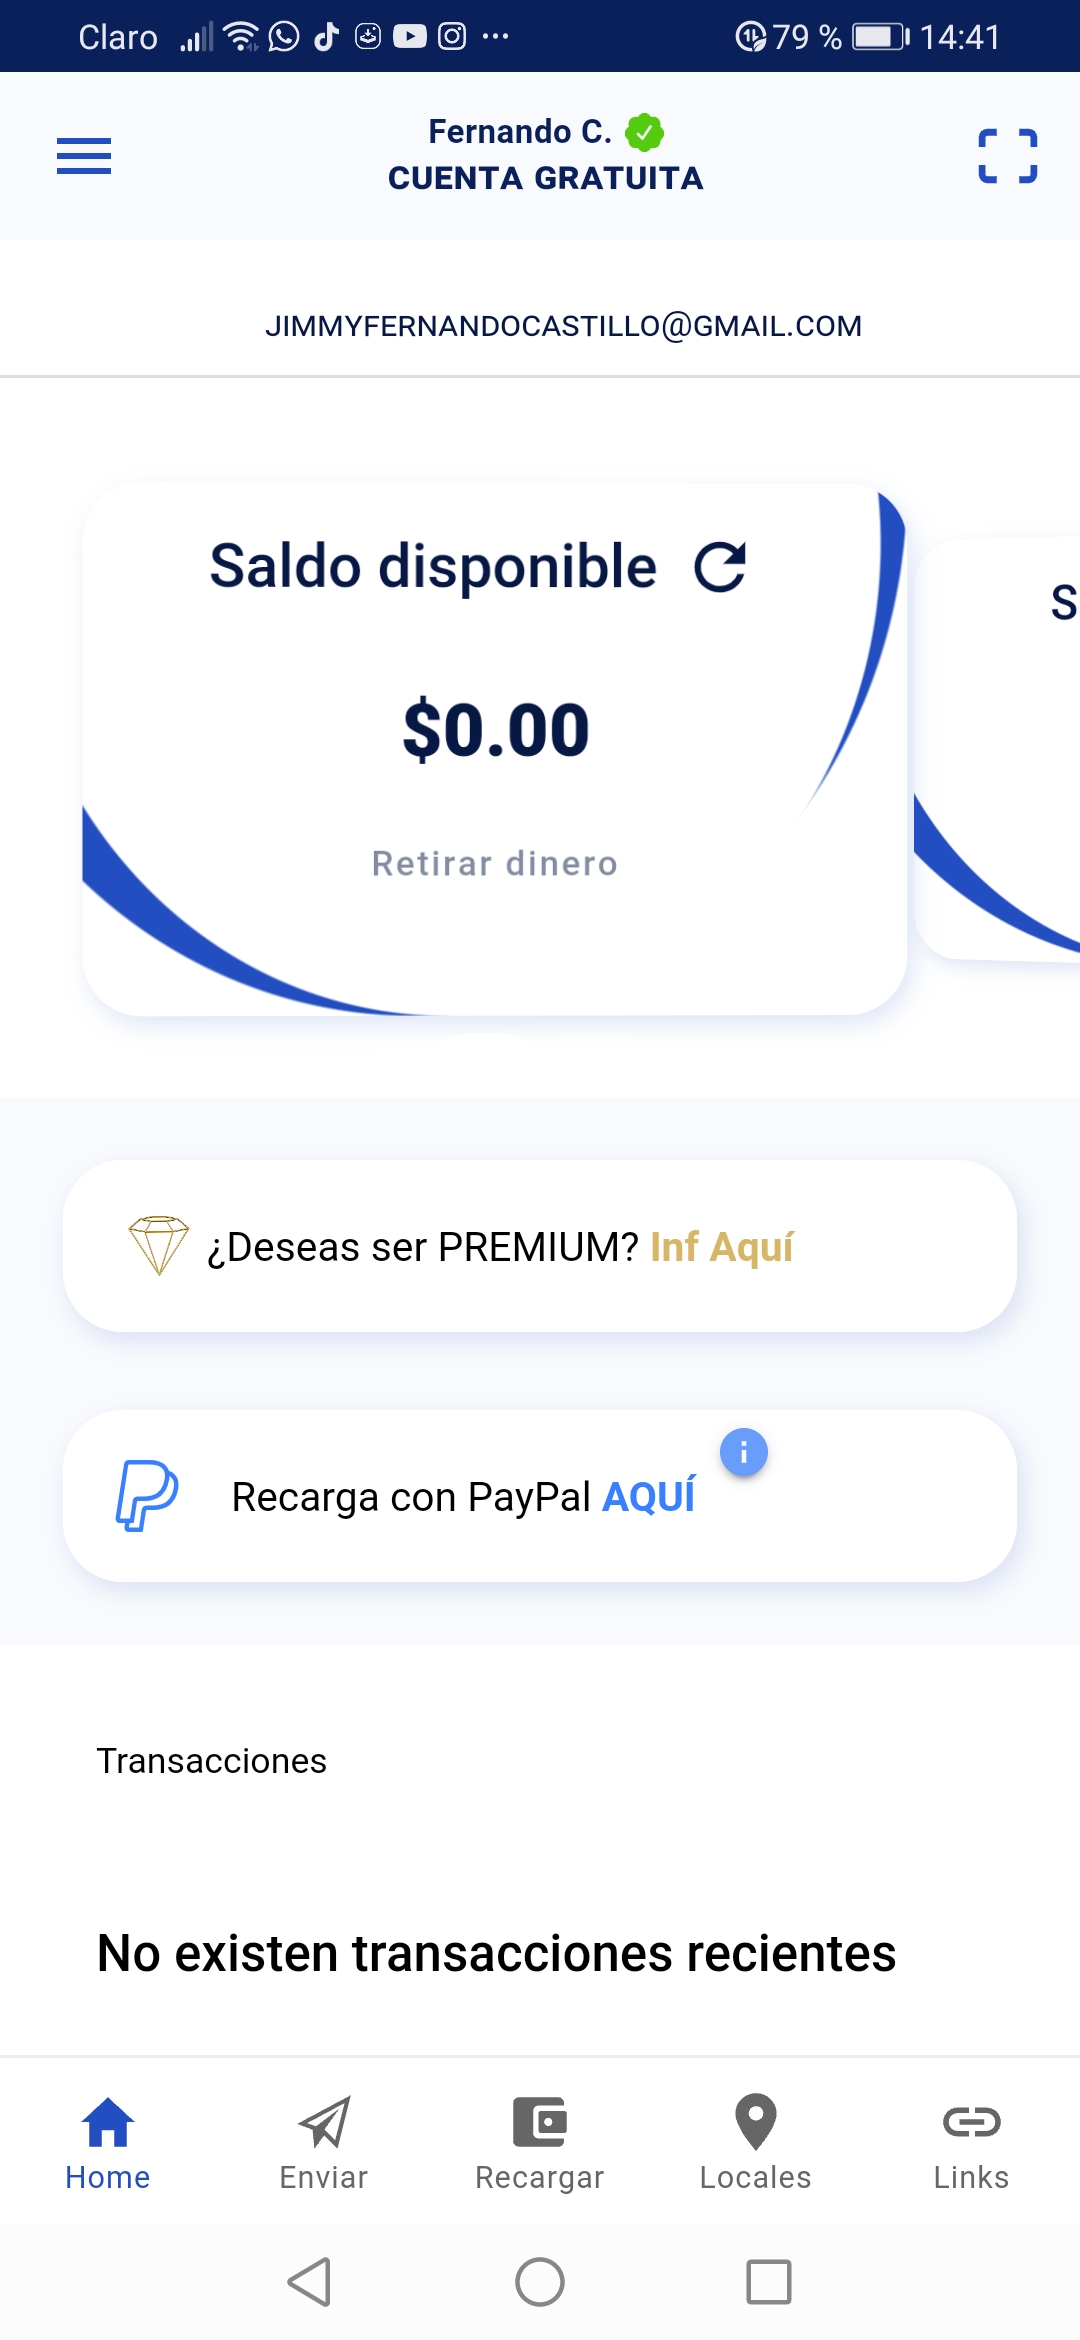 Claro 79 % 14:41
Fernando C.
CUENTA GRATUITA
JIMMYFERNANDOCASTILLO@GMAIL.COM
Saldo disponible
S
$0.00
Retirar dinero
¿Deseas ser PREMIUM? Inf Aquí
Recarga con PayPal AQUÍ
Transacciones
No existen transacciones recientes
Home Enviar Recargar Locales Links